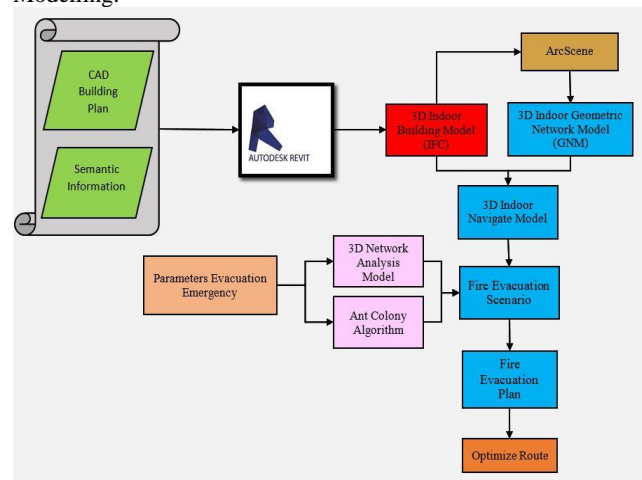 Modelling.
CAD
Building
Plan
Semantic
Information
AUTODESK REVIT
3D Indoor
Building Model
(IFC)
ArcScene
3D Indoor Geometric
Network Model
(GNM)
3D Indoor
Navigate Model
3D Network
Analysis
Model
Parameters Evacuation
Emergency
Ant Colony
Algorithm
Fire Evacuation
Scenario
Fire
Evacuation
Plan
Optimize Route